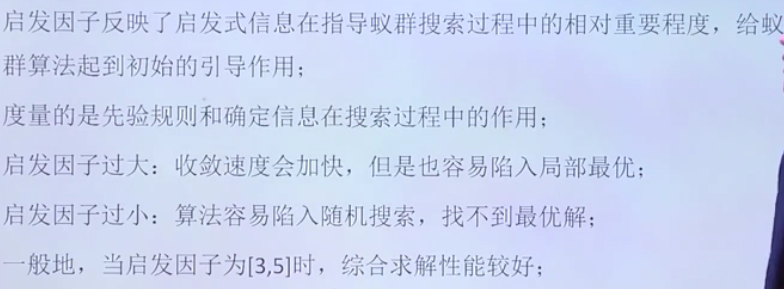 启发因子反映了启发式信息在指导蚁群搜索过程中的相对重要程度，给蚁
群算法起到初始的引导作用；
度量的是先验规则和确定信息在搜索过程中的作用；
启发因子过大：收敛速度会加快，但是也容易陷入局部最优；
启发因子过小：算法容易陷入随机搜索，找不到最优解；
一般地，当启发因子为[3,5]时，综合求解性能较好；